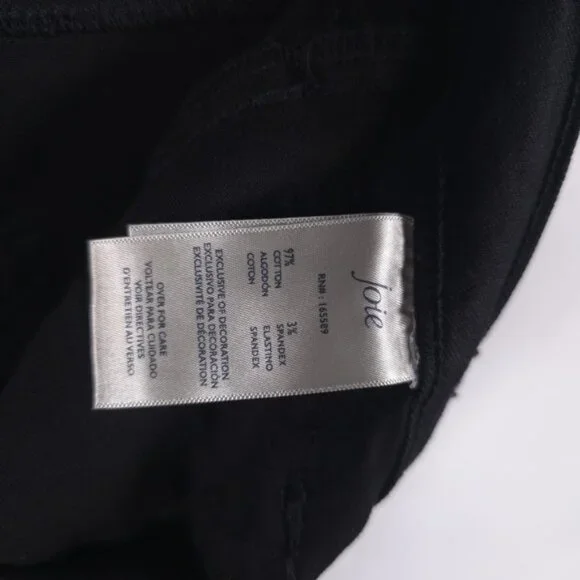 Joie
RN#: 165589
97% 3%
COTTON SPANDEX
ALGODÓN ELASTINO
COTON SPANDEX
EXCLUSIVE OF DECORATION
EXCLUSIVO PARA DECORACIÓN
EXCLUSIVITÉ DE DÉCORATION
OVER FOR CARE
VOLTEAR PARA CUIDADO
VOIR DIRECTIVES
D'ENTRETIEN AU VERSO